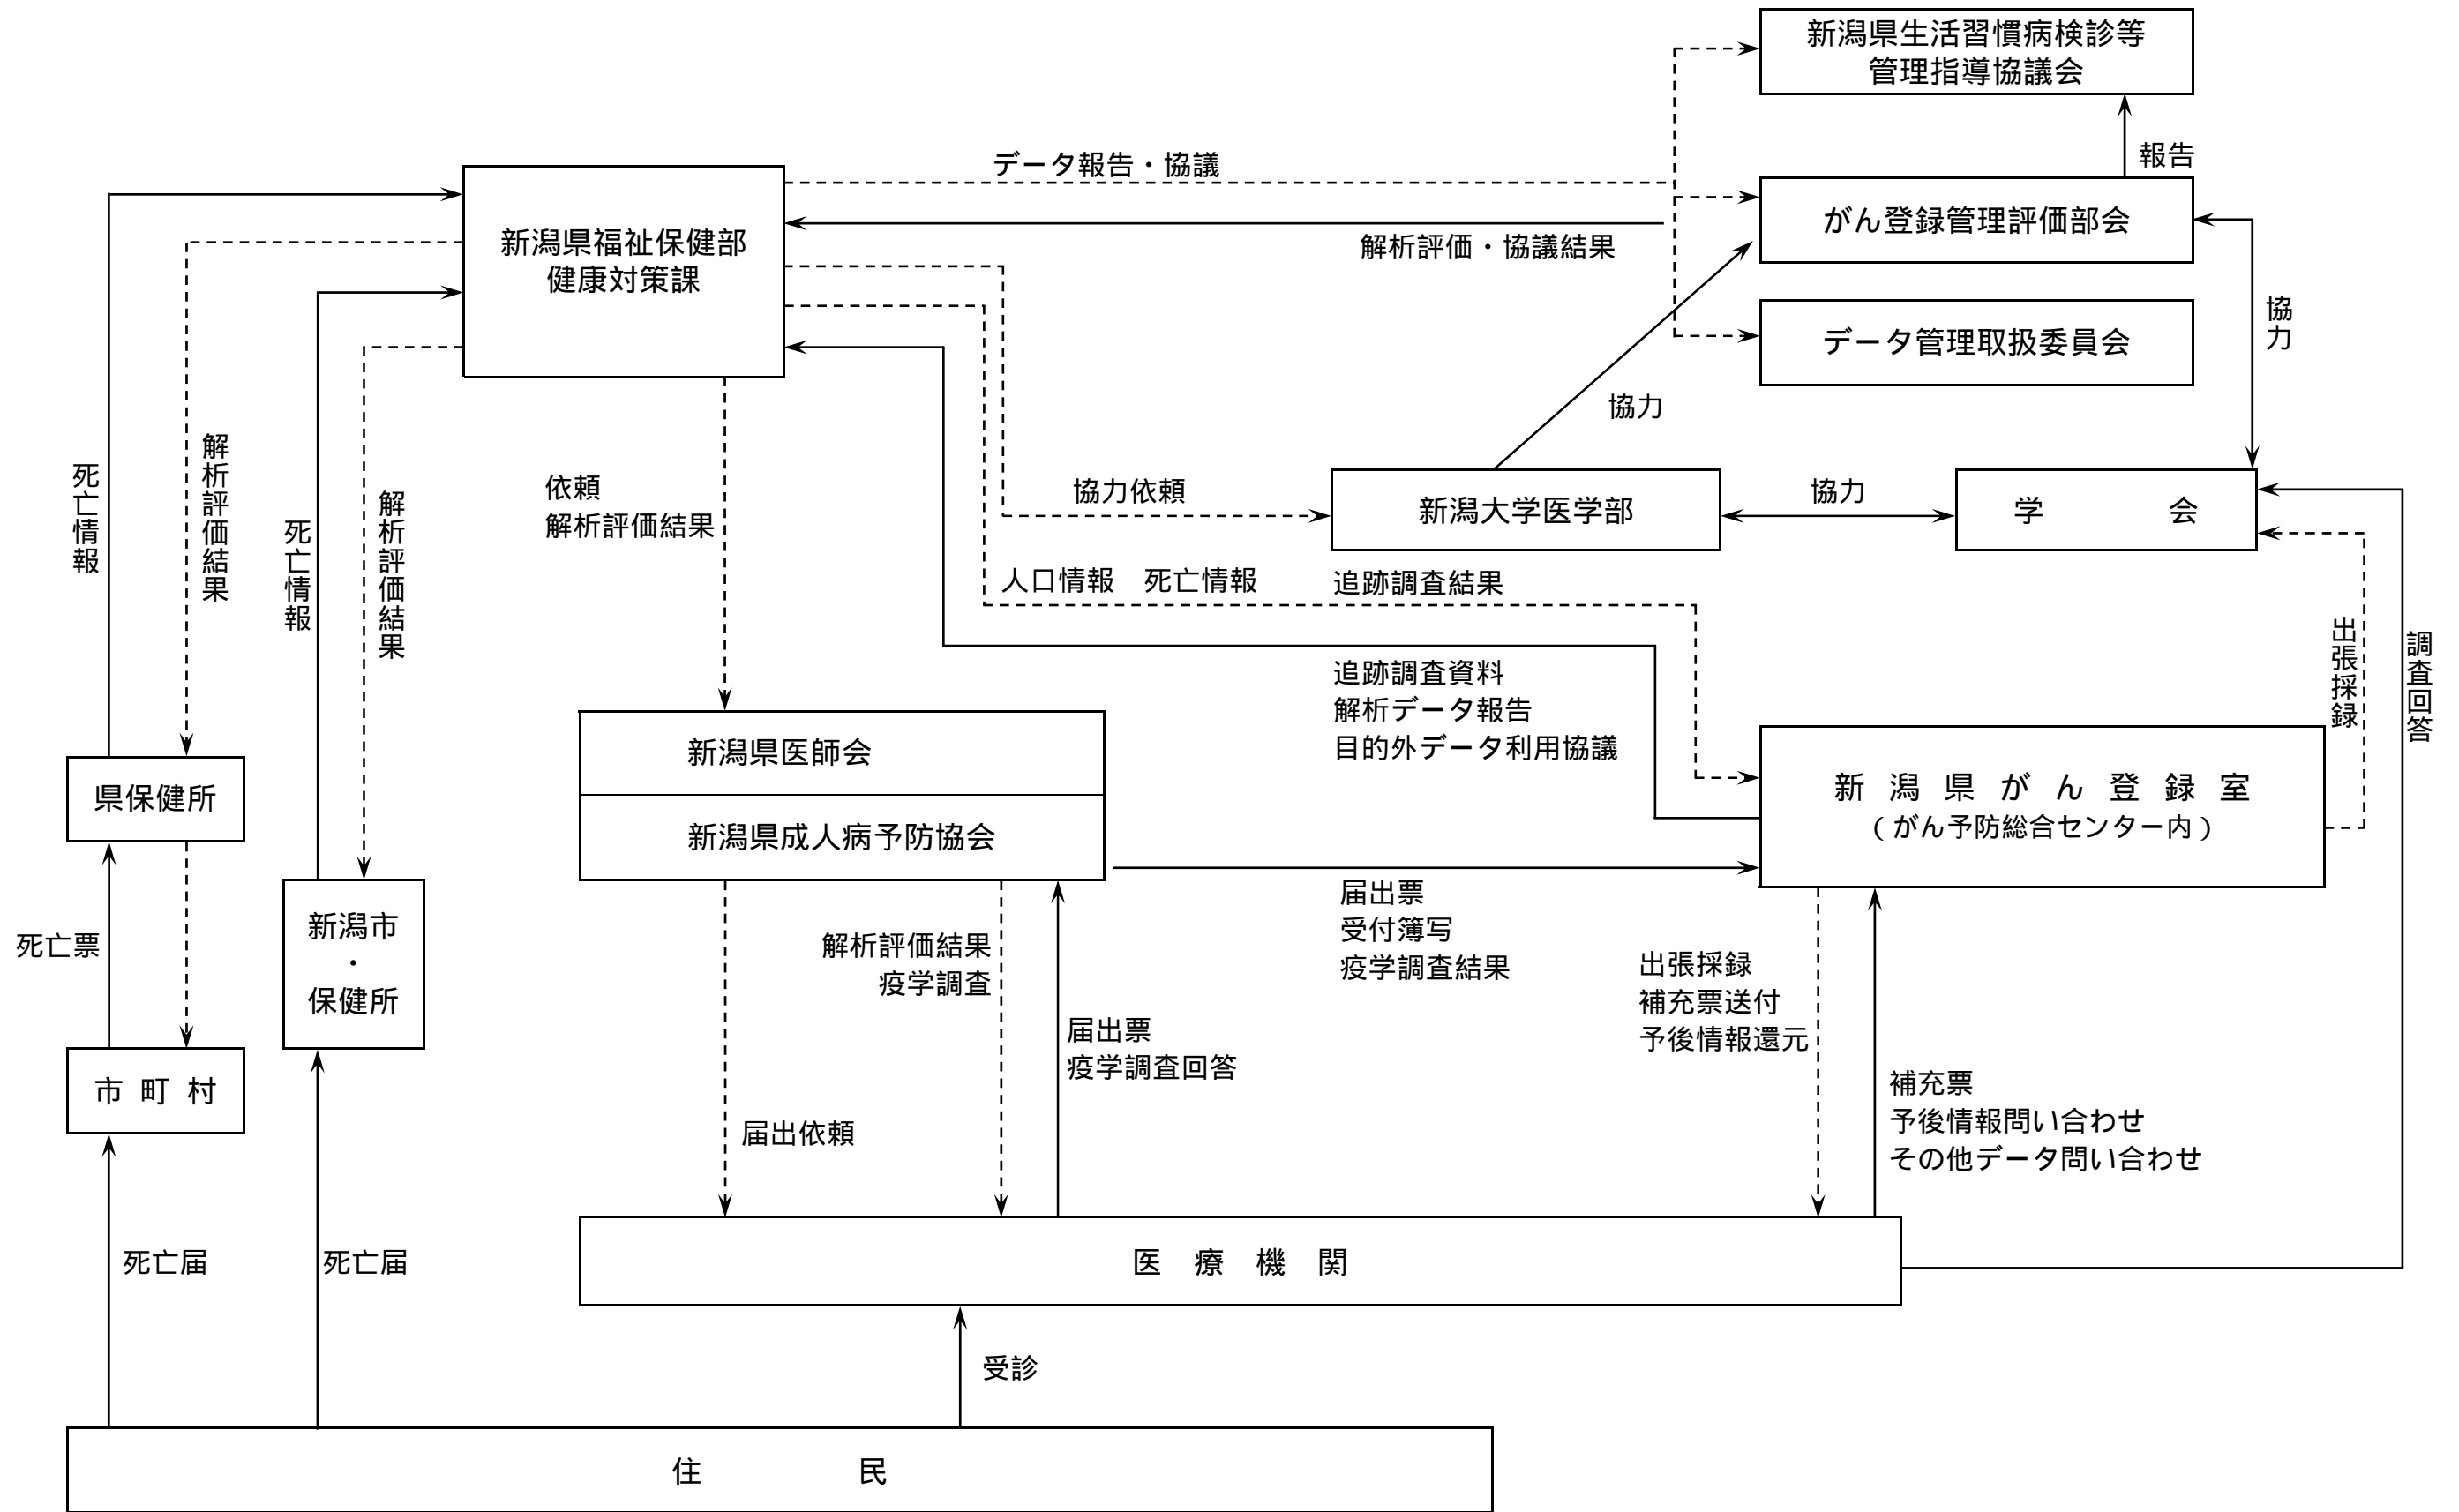 新潟県生活習慣病検診等
管理指導協議会
報告
データ報告・協議
がん登録管理評価部会
解析評価・協議結果
新潟県福祉保健部
健康対策課
データ管理取扱委員会
協力
協力
死亡情報
解析評価結果
死亡情報
解析評価結果
依頼
解析評価結果
協力依頼
新潟大学医学部
協力
学　会
人口情報　死亡情報　追跡調査結果
追跡調査資料
解析データ報告
目的外データ利用協議
出張採録
調査回答
新潟県医師会
新潟県成人病予防協会
新潟県がん登録室
（がん予防総合センター内）
県保健所
死亡票
新潟市
・
保健所
届出票
受付簿写
疫学調査結果
解析評価結果
疫学調査
届出票
疫学調査回答
出張採録
補充票送付
予後情報還元
補充票
予後情報問い合わせ
その他データ問い合わせ
市町村
届出依頼
死亡届
死亡届
医療機関
受診
住　民